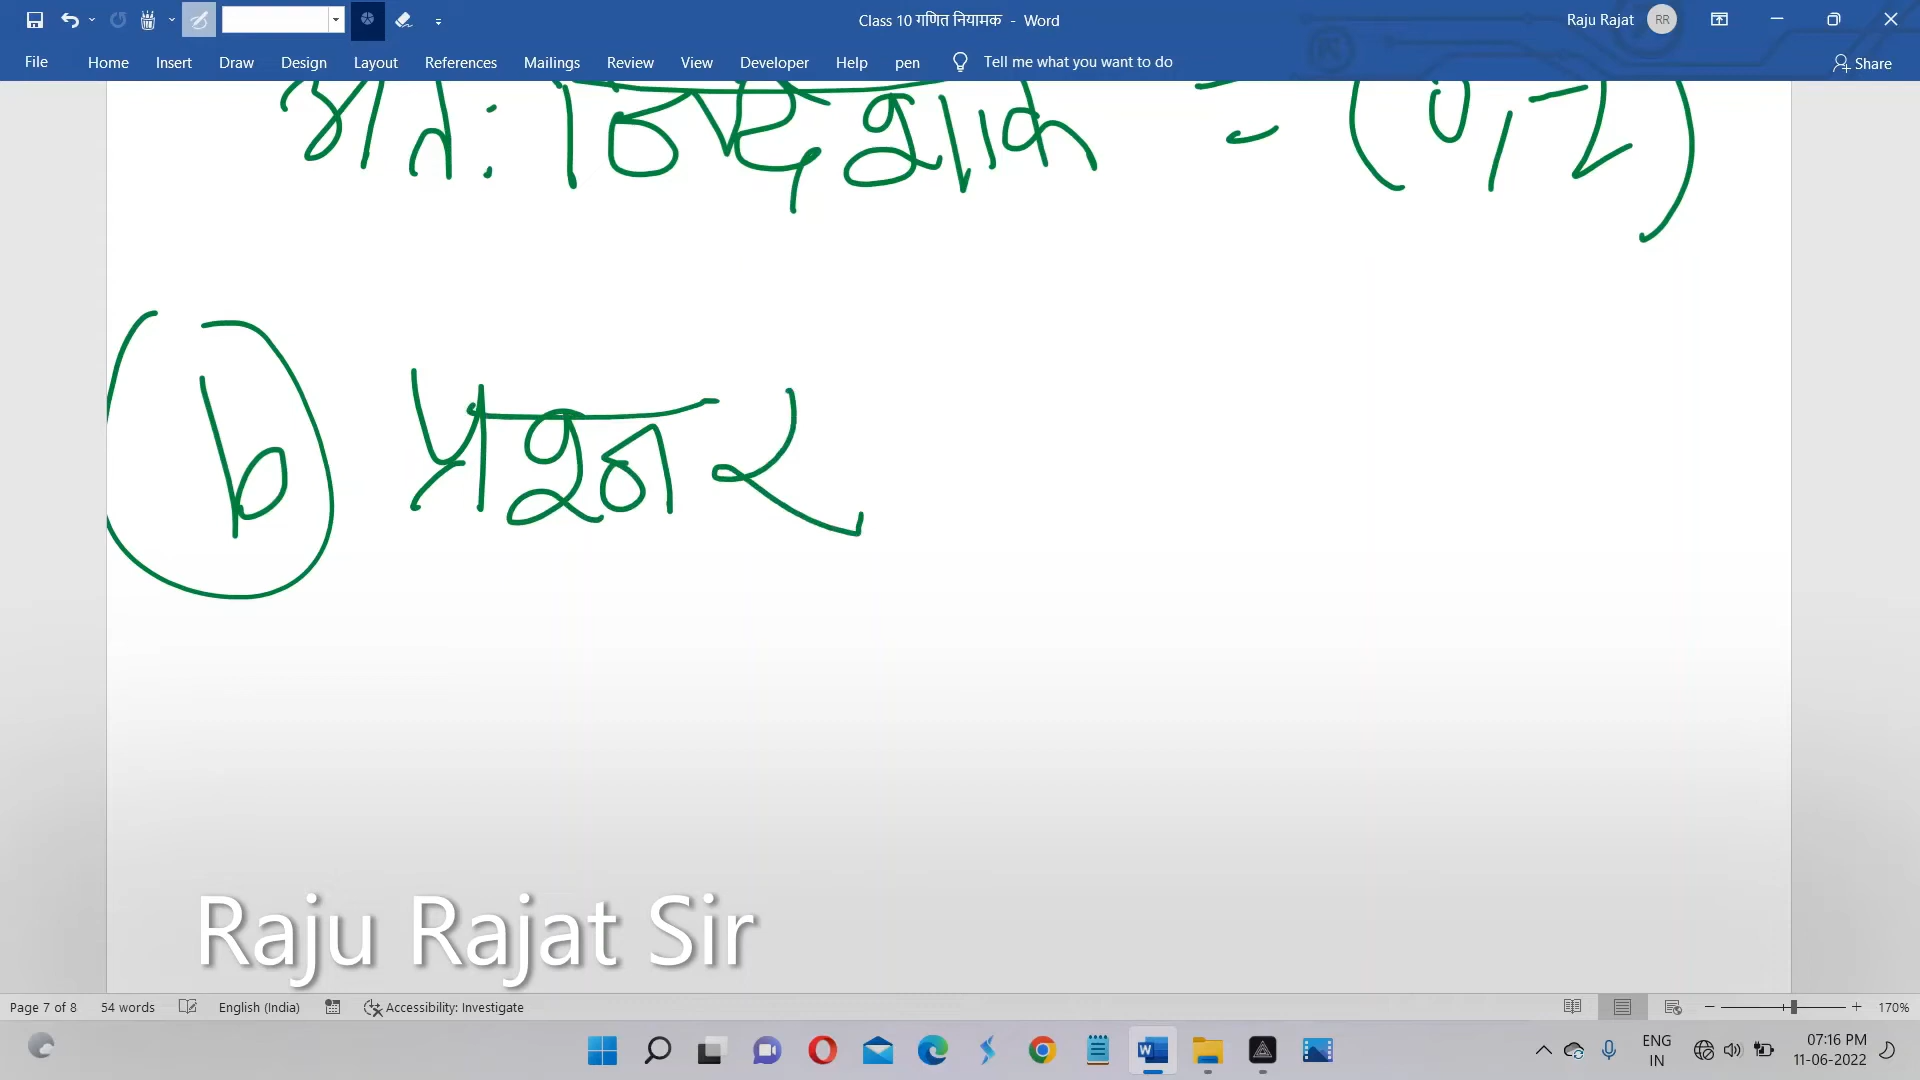 Class 10 गणित नियामक - Word
Raju Rajat RR
File Home Insert Draw Design Layout References Mailings Review View Developer Help pen Tell me what you want to do Share
अतः निर्देशांक = (0, -2)
(b) प्रश्न २
Raju Rajat Sir
Page 7 of 8 54 words English (India) Accessibility: Investigate 170%
ENG
IN
07:16 PM
11-06-2022